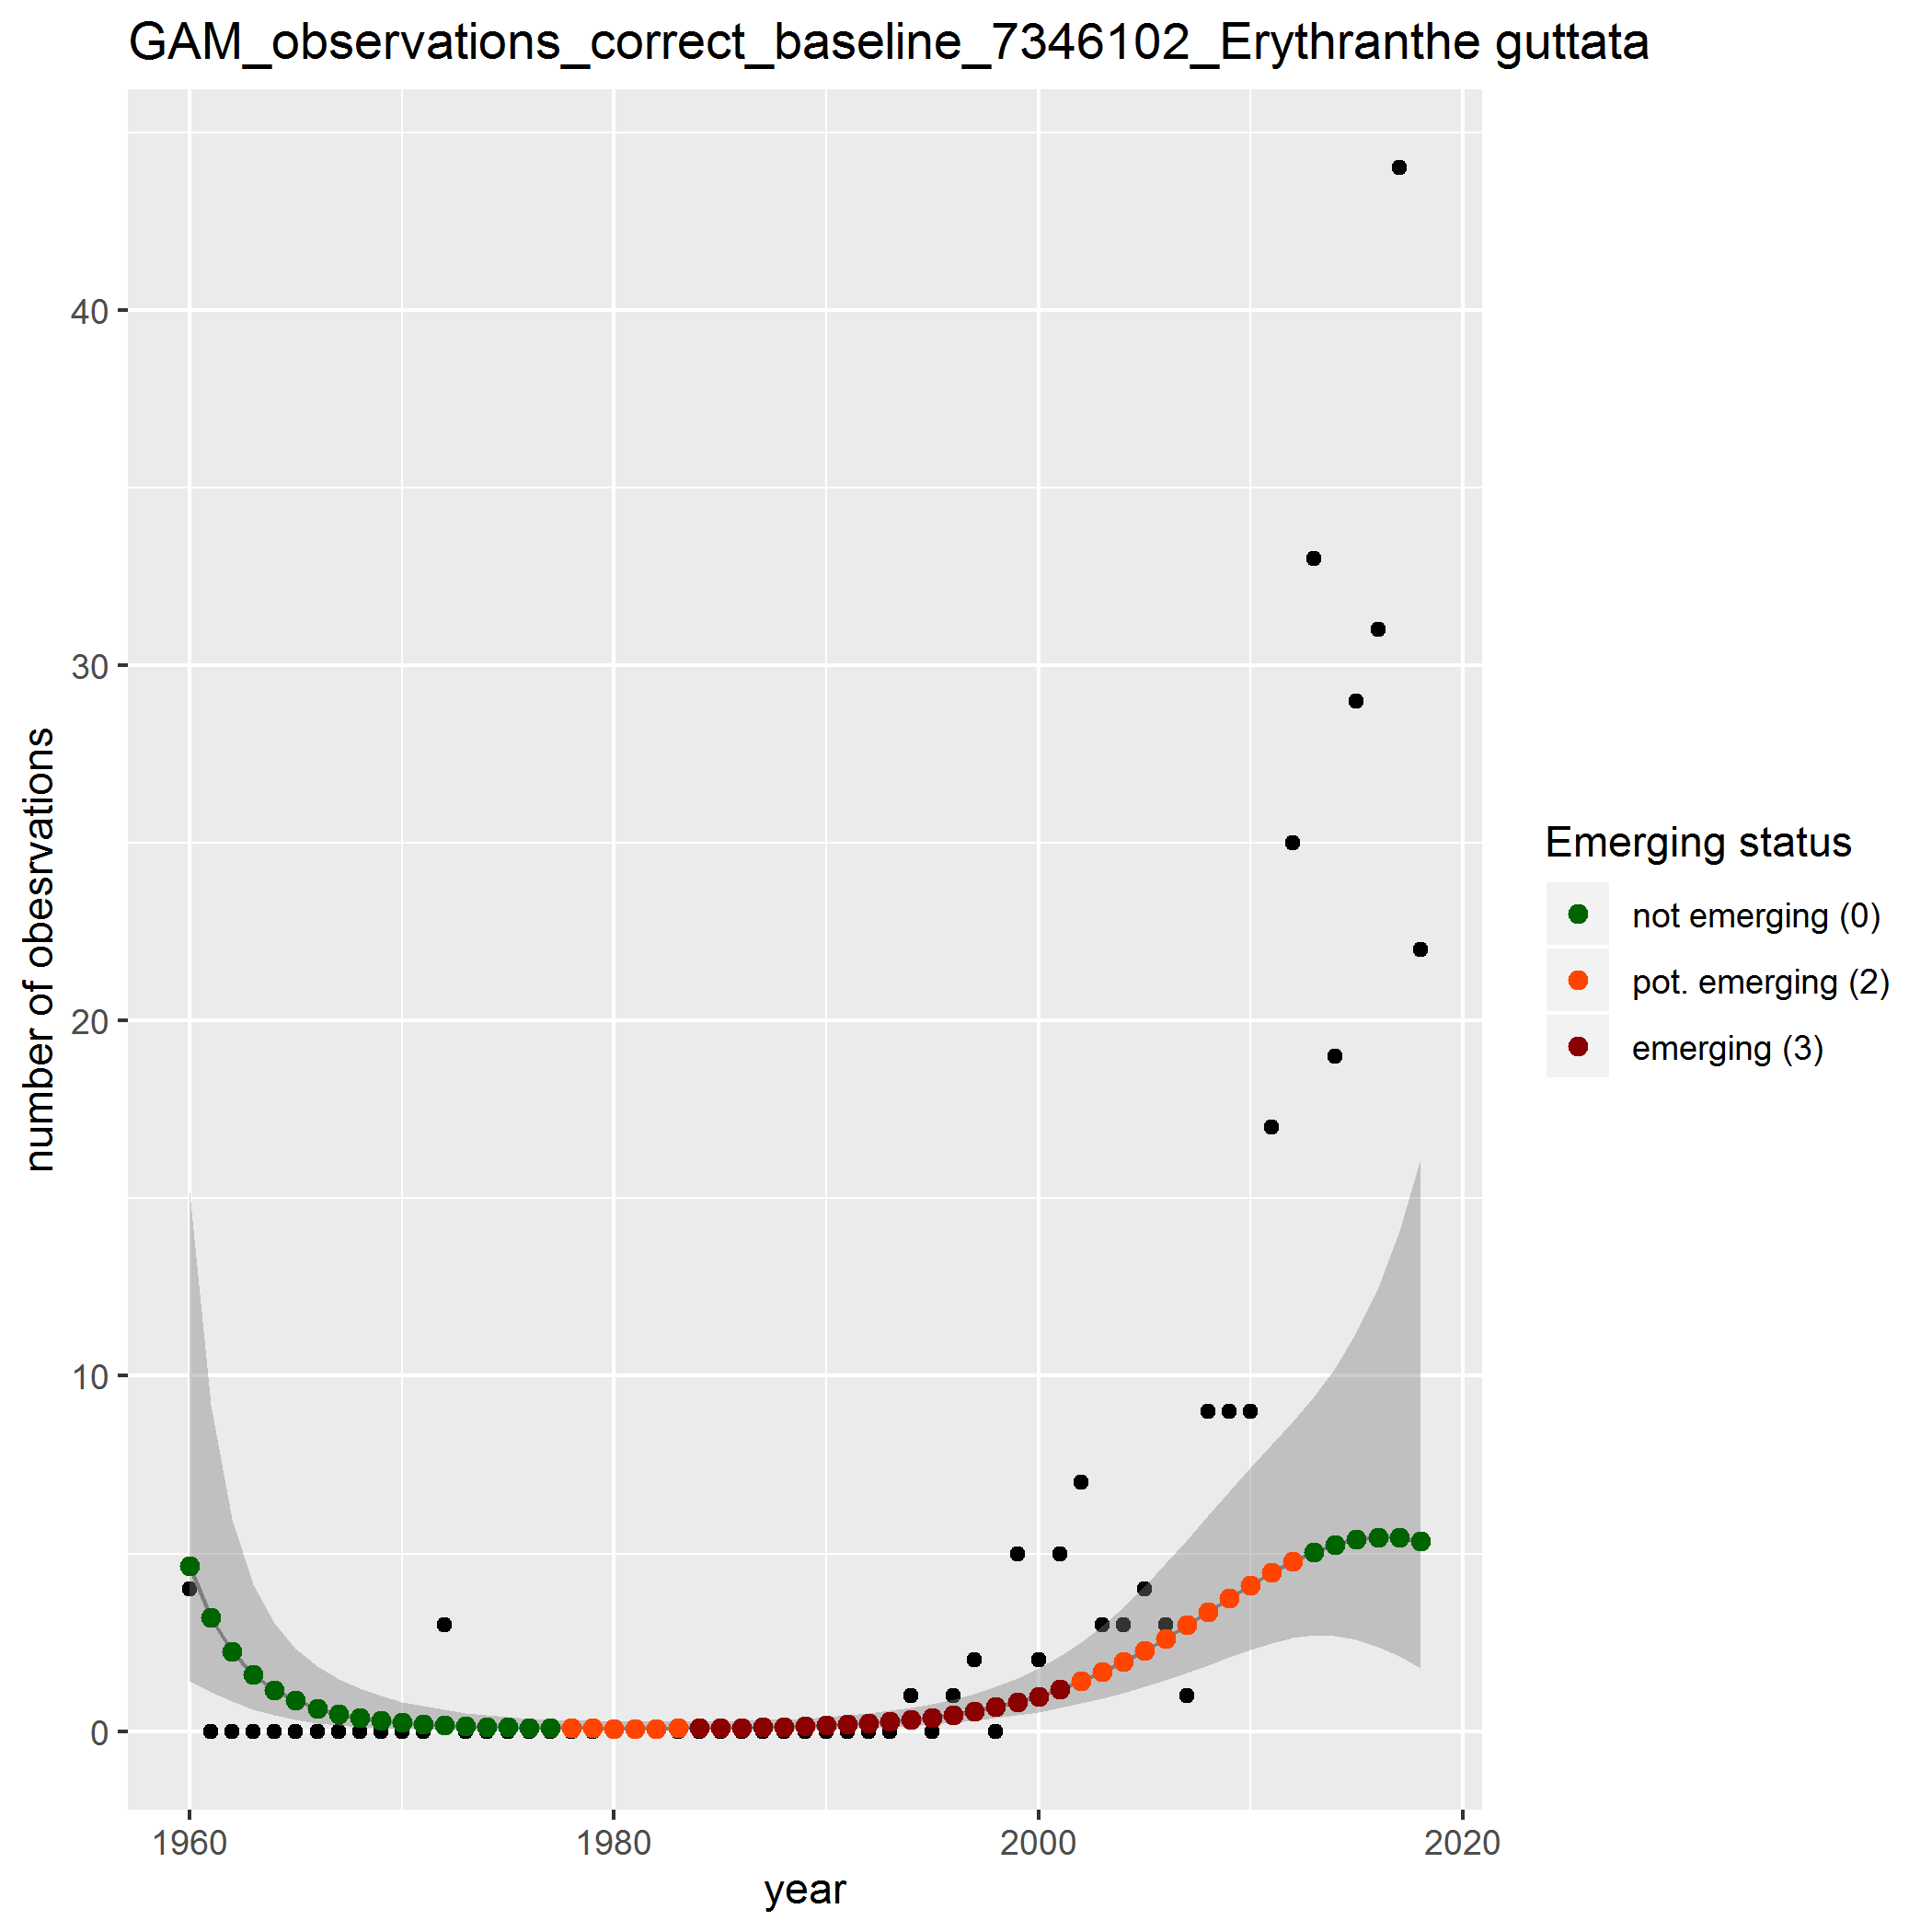 GAM_observations_correct_baseline_7346102_Erythranthe guttata
number of obesrvations
40
30
20
10
0
1960
1980
2000
2020
year
Emerging status
not emerging (0)
pot. emerging (2)
emerging (3)